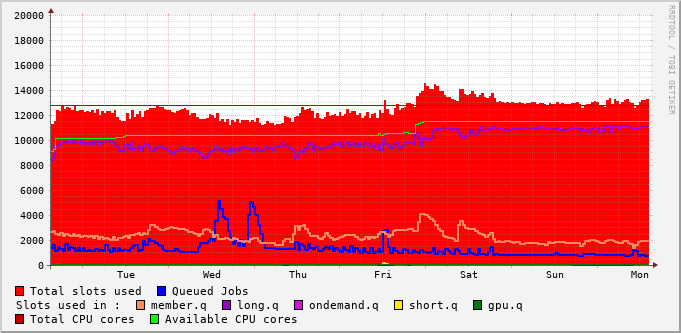 20000
18000
16000
14000
12000
10000
8000
6000
4000
2000
0
Tue Wed Thu Fri Sat Sun Mon
RRDTOOL / TOBI OETIKER
Total slots used Queued Jobs
Slots used in : member.q long.q ondemand.q short.q gpu.q
Total CPU cores Available CPU cores